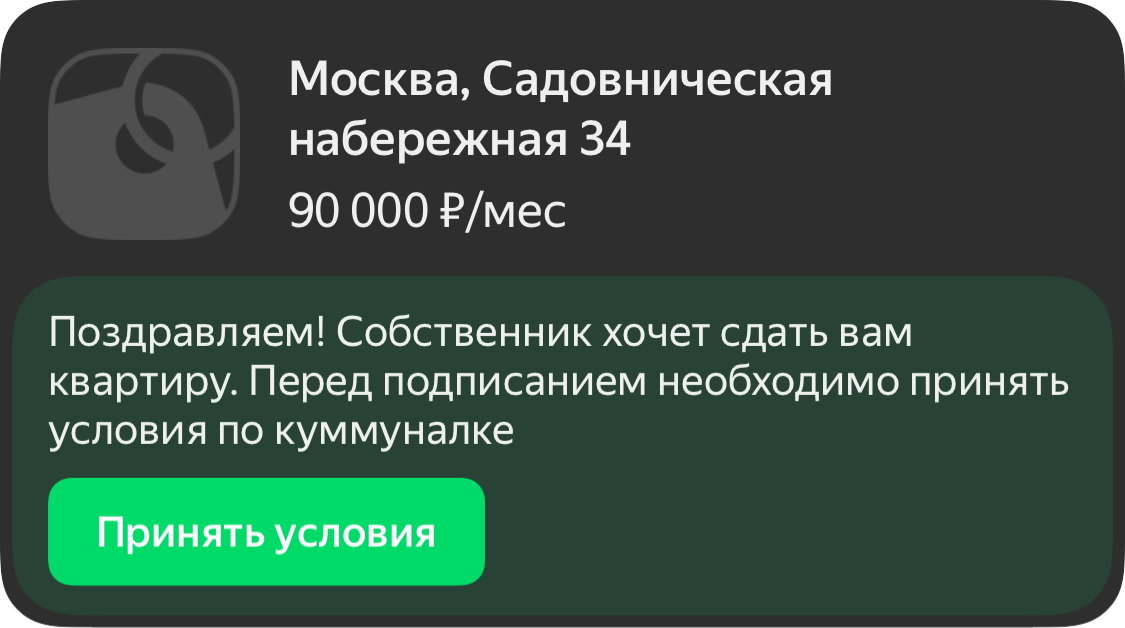 Москва, Садовническая
набережная 34
90 000 ₽/мес
Поздравляем! Собственник хочет сдать вам
квартиру. Перед подписанием необходимо принять
условия по куммуналке
Принять условия